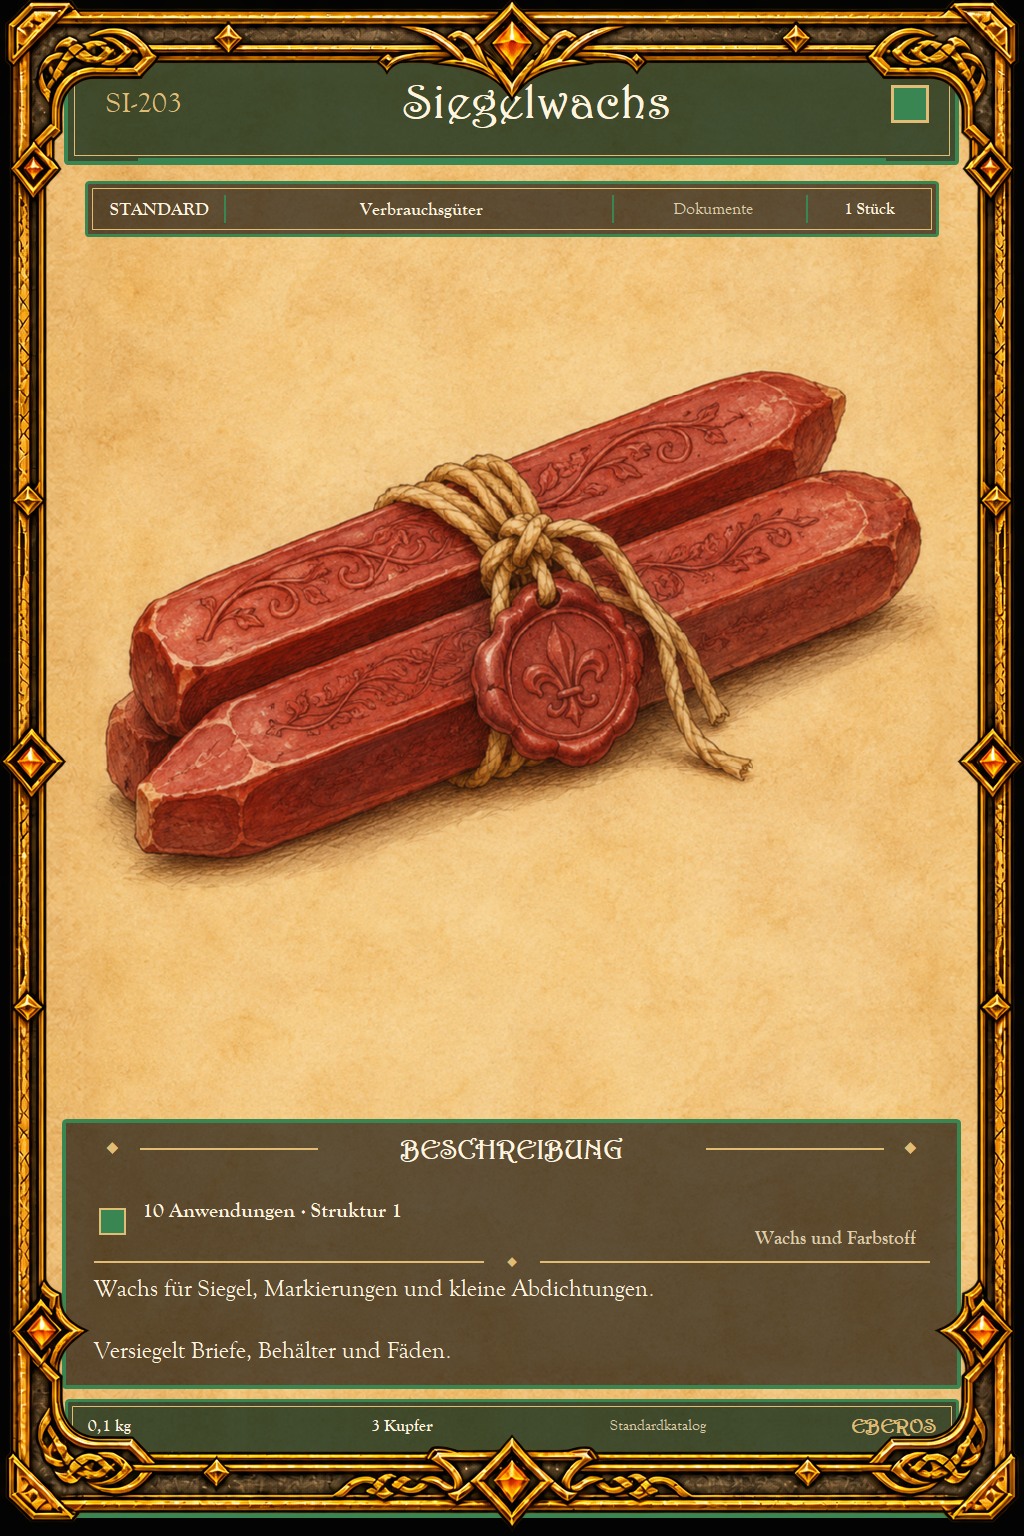 SI-203
Siegelwachs
STANDARD
Verbrauchsgüter
Dokumente
1 Stück
BESCHREIBUNG
10 Anwendungen · Struktur 1
Wachs und Farbstoff
Wachs für Siegel, Markierungen und kleine Abdichtungen.
Versiegelt Briefe, Behälter und Fäden.
0,1 kg
3 Kupfer
Standardkatalog
EBEROS